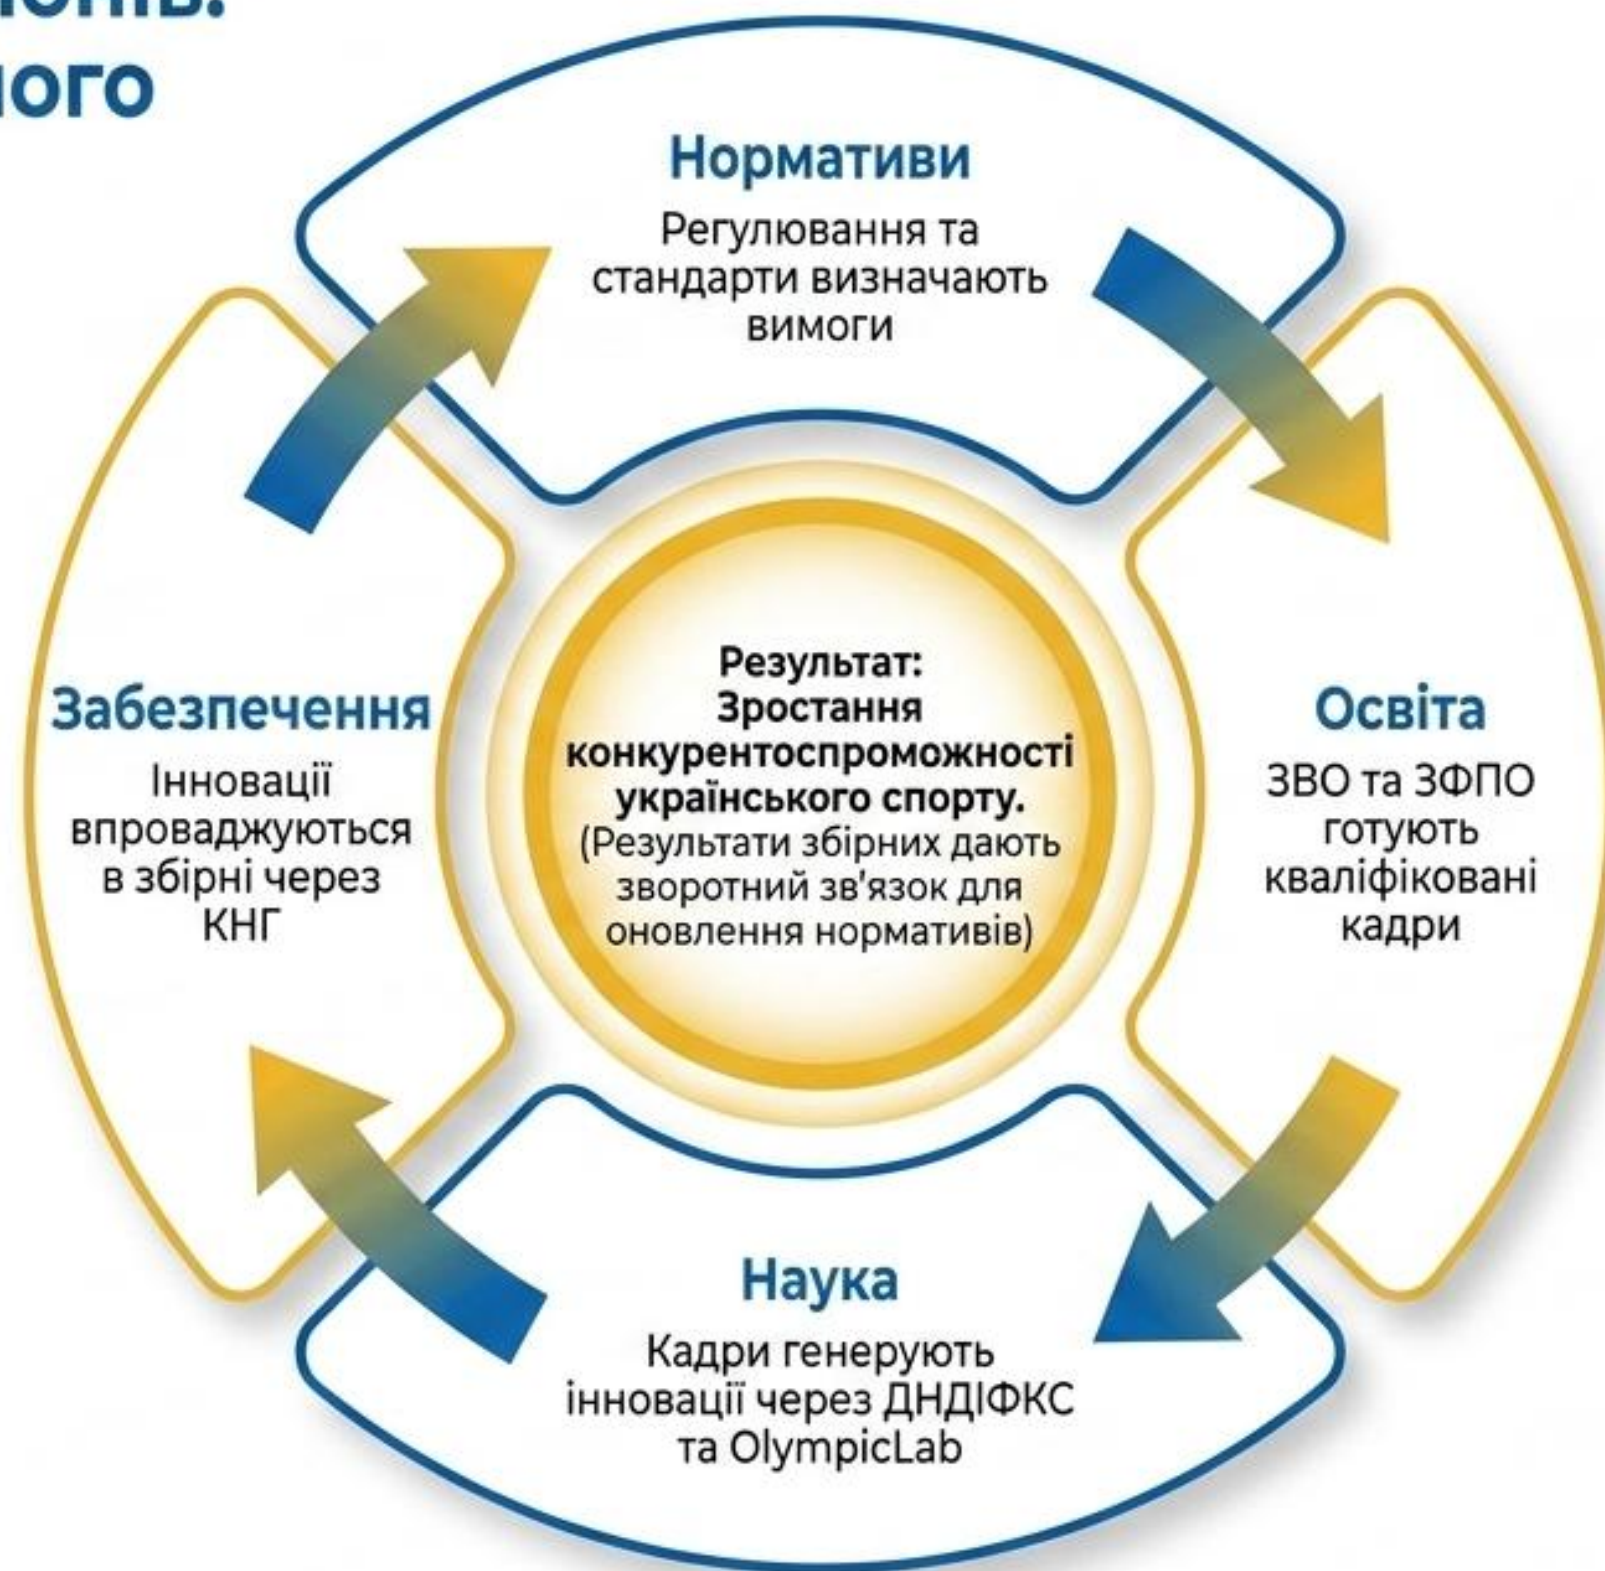 ого
Нормативи
Регулювання та
стандарти визначають
вимоги
Забезпечення
Інновації
впроваджуються
в збірні через
КНГ
Результат:
Зростання
конкурентоспроможності
українського спорту.
(Результати збірних дають
зворотний зв'язок для
оновлення нормативів)
Освіта
ЗВО та ЗФПО
готують
кваліфіковані
кадри
Наука
Кадри генерують
інновації через ДНДІФКС
та OlympicLab